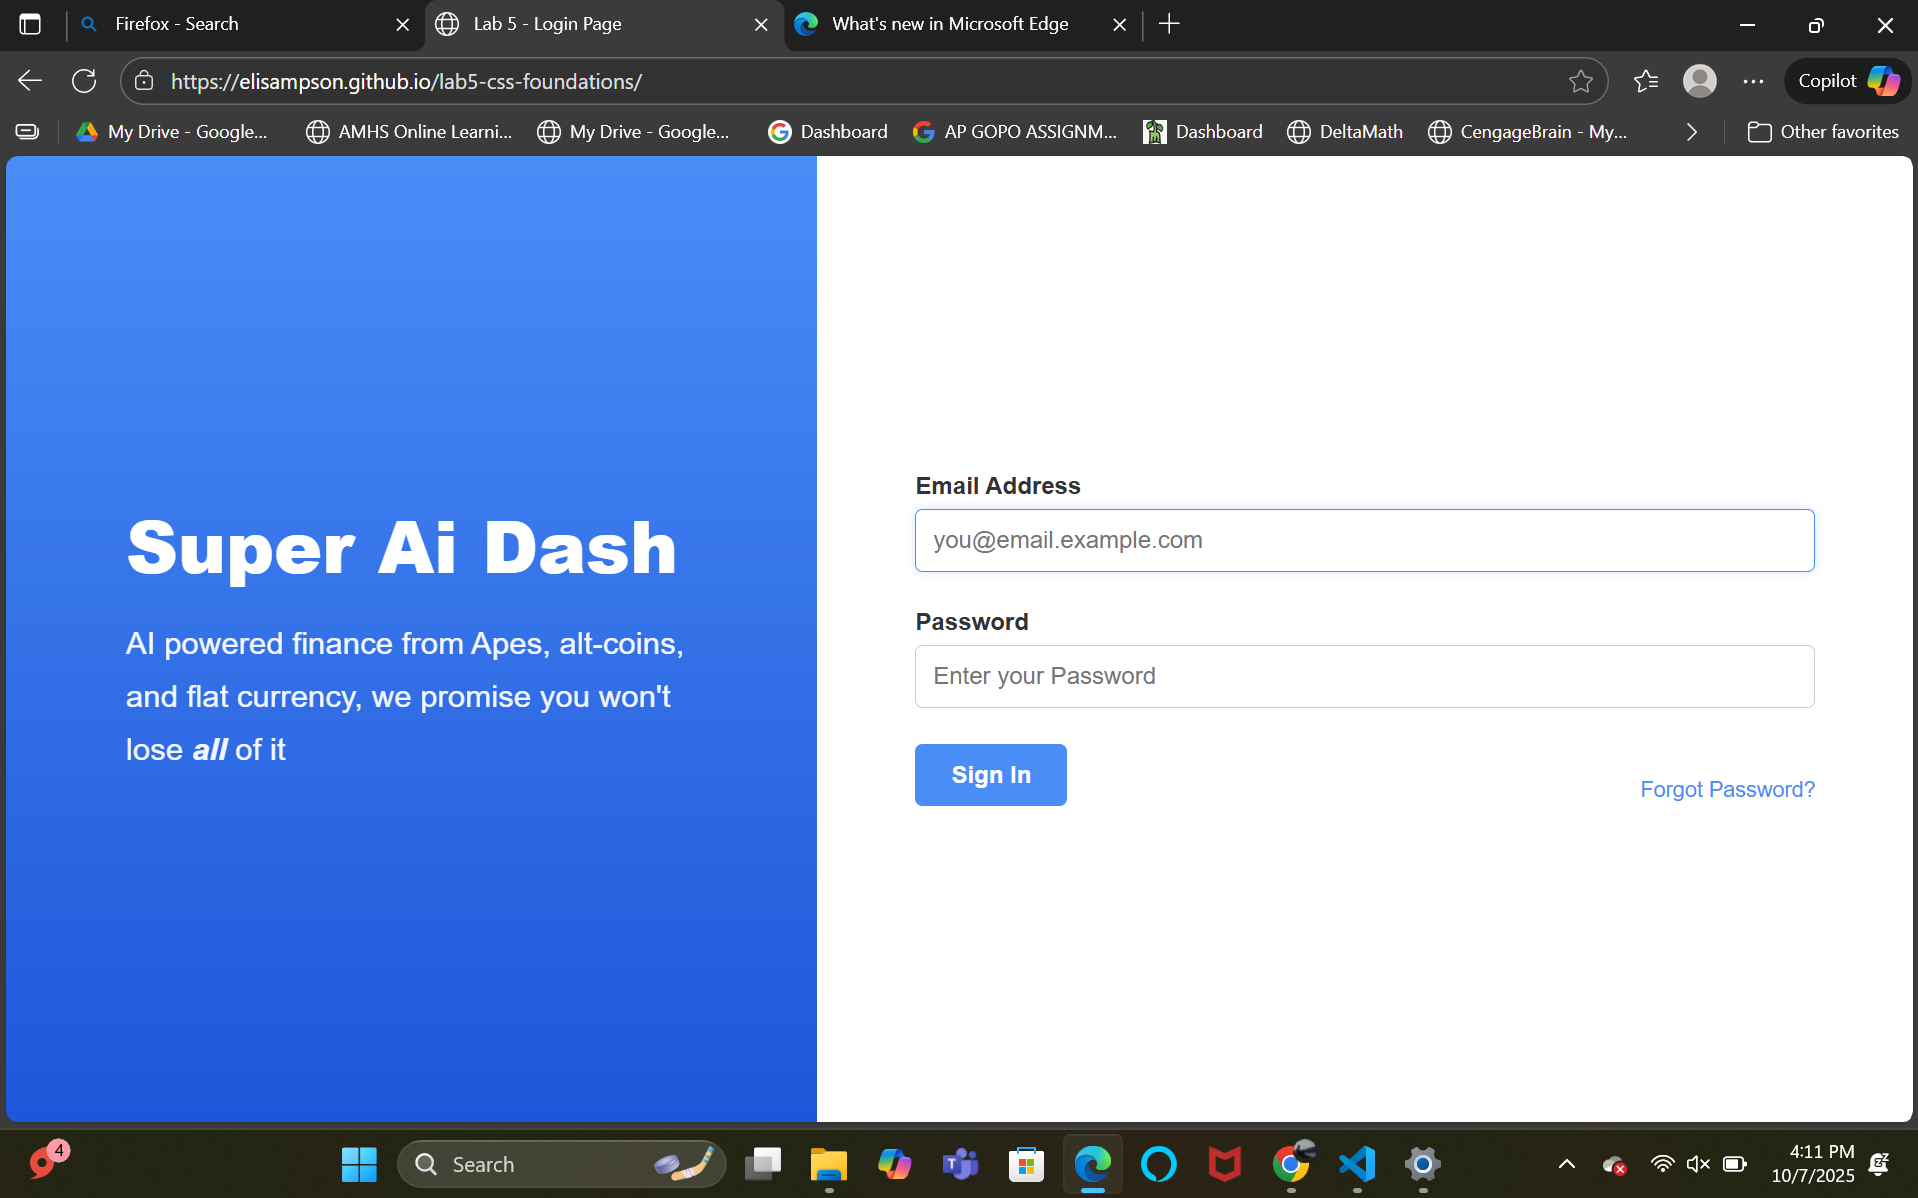 Firefox - Search
Lab 5 - Login Page
What's new in Microsoft Edge
https://elisampson.github.io/lab5-css-foundations/
Copilot
My Drive - Google...
AMHS Online Learni...
My Drive - Google...
Dashboard
AP GOPO ASSIGNM...
Dashboard
DeltaMath
CengageBrain - My...
Other favorites
Super Ai Dash
AI powered finance from Apes, alt-coins,
and flat currency, we promise you won't
lose all of it
Email Address
you@email.example.com
Password
Enter your Password
Sign In
Forgot Password?
4
Search
4:11 PM
10/7/2025